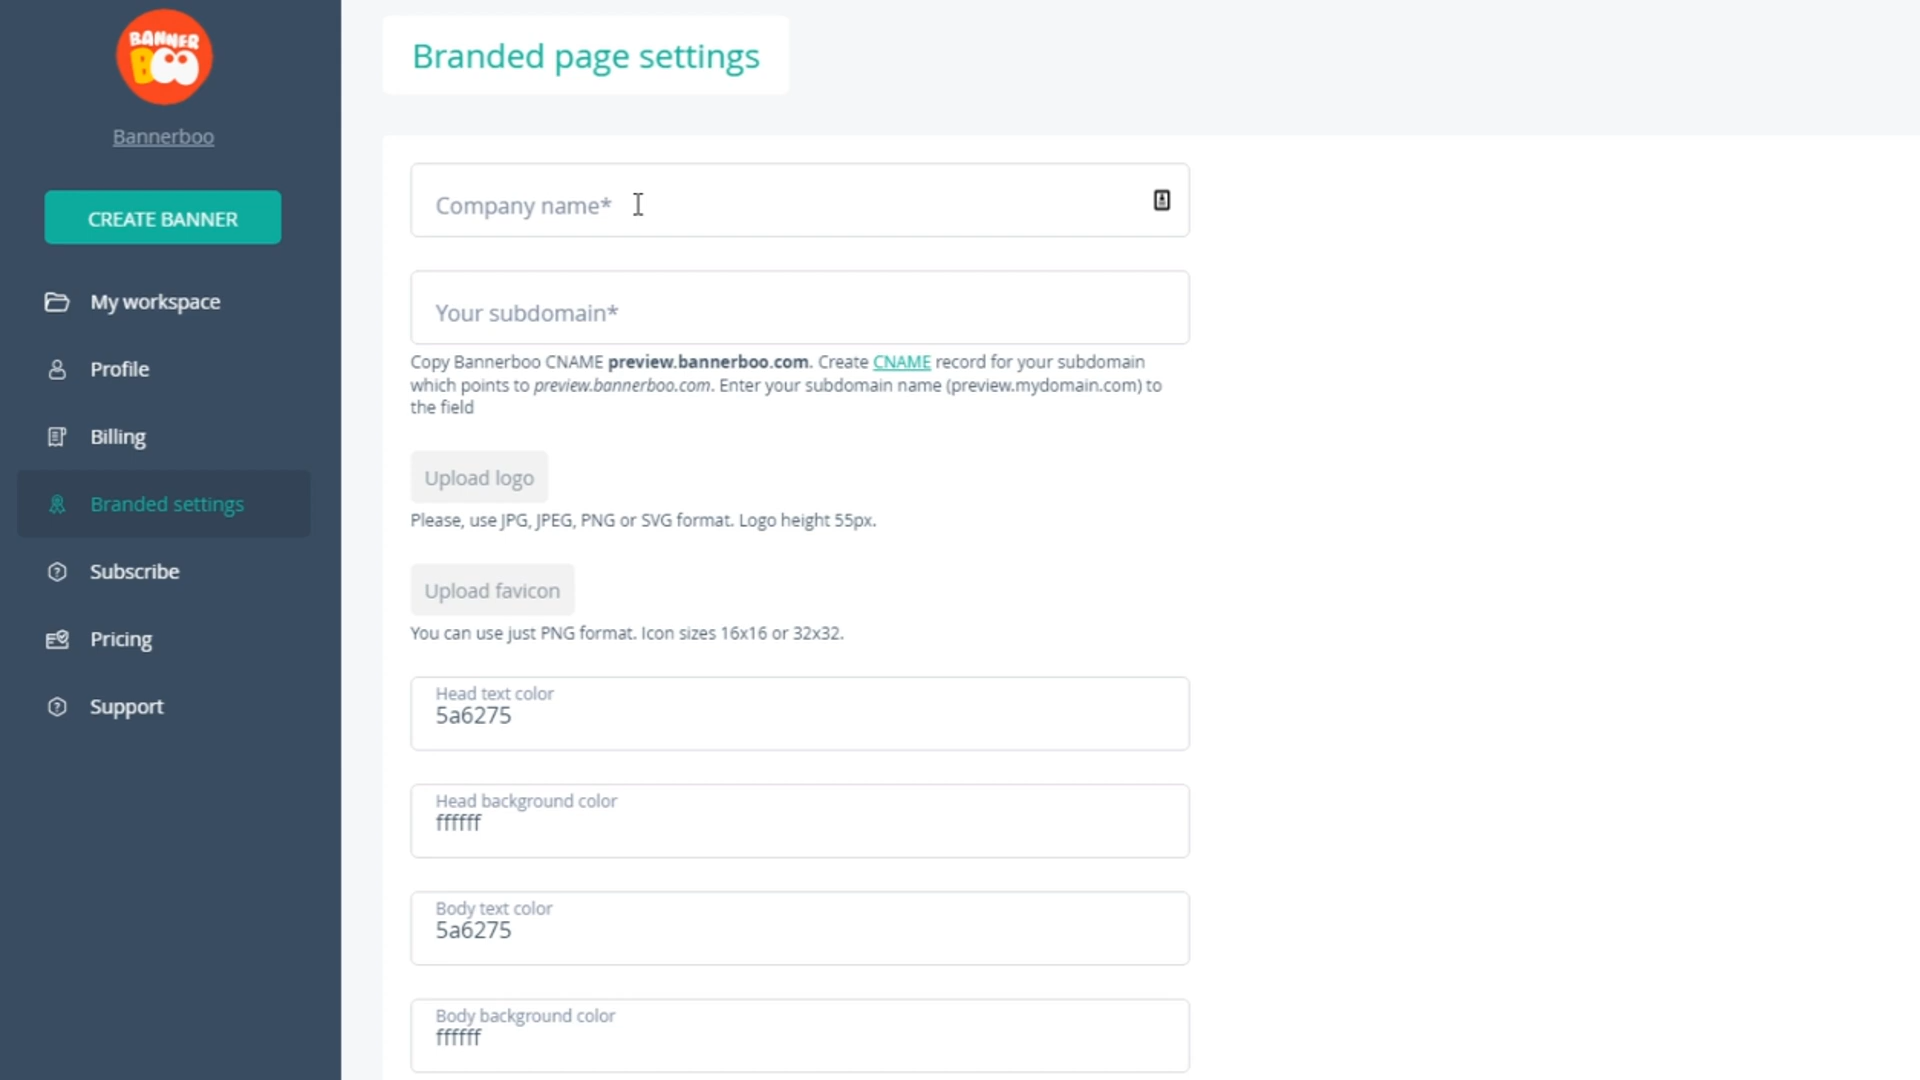 BANNER
BOO
Bannerboo
CREATE BANNER
My workspace
Profile
Billing
Branded settings
Subscribe
Pricing
Support
Branded page settings
Company name*
Your subdomain*
Copy Bannerboo CNAME preview.bannerboo.com. Create CNAME record for your subdomain
which points to preview.bannerboo.com. Enter your subdomain name (preview.mydomain.com) to
the field
Upload logo
Please, use JPG, JPEG, PNG or SVG format. Logo height 55px.
Upload favicon
You can use just PNG format. Icon sizes 16x16 or 32x32.
Head text color
5a6275
Head background color
ffffff
Body text color
5a6275
Body background color
ffffff